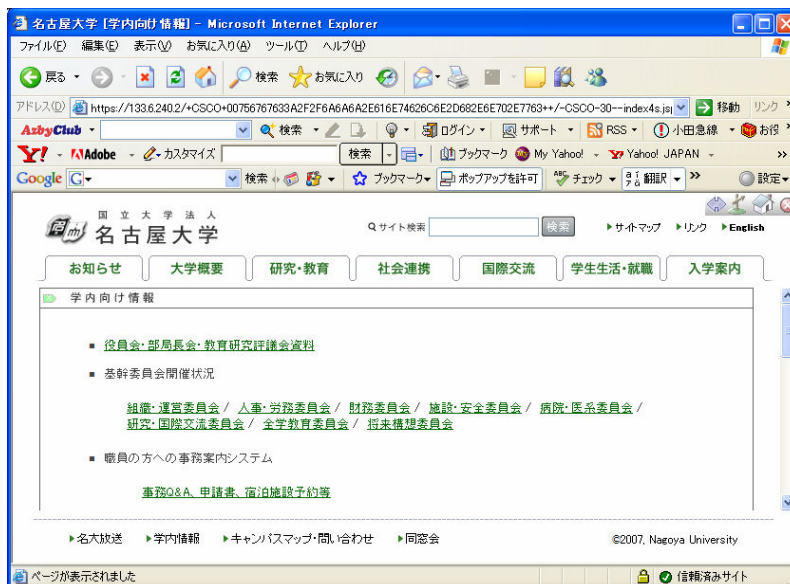 名古屋大学 [学内向け情報] - Microsoft Internet Explorer
ファイル(F) 編集(E) 表示(V) お気に入り(A) ツール(T) ヘルプ(H)
戻る 検索 お気に入り
アドレス(D) 移動 リンク »
AzbyClub 検索 ログイン サポート RSS 小田急線 お役 »
Y! Adobe カスタマイズ 検索 ブックマーク My Yahoo! Yahoo! JAPAN »
Google G 検索 ブックマーク ポップアップを許可 チェック 翻訳 » 設定
国立大学法人
名古屋大学
サイト検索 検索 サイトマップ リンク English
お知らせ 大学概要 研究・教育 社会連携 国際交流 学生生活・就職 入学案内
学内向け情報
役員会・部局長会・教育研究評議会資料
基幹委員会開催状況
組織・運営委員会 / 人事・労務委員会 / 財務委員会 / 施設・安全委員会 / 病院・医系委員会 /
研究・国際交流委員会 / 全学教育委員会 / 将来構想委員会
職員の方への事務案内システム
事務Q&A、申請書、宿泊施設予約等
名大放送 学内情報 キャンパスマップ・問い合わせ 同窓会 ©2007, Nagoya University
ページが表示されました 信頼済みサイト